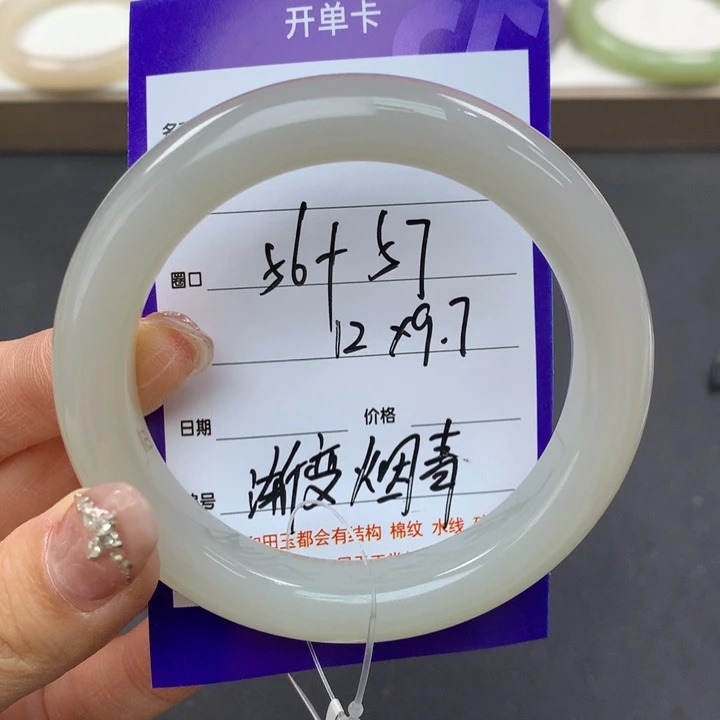 开单卡
圈口 56+ 57
12×9.7
日期 价格
号 渐变烟青
田玉都会有结构 棉纹 水线